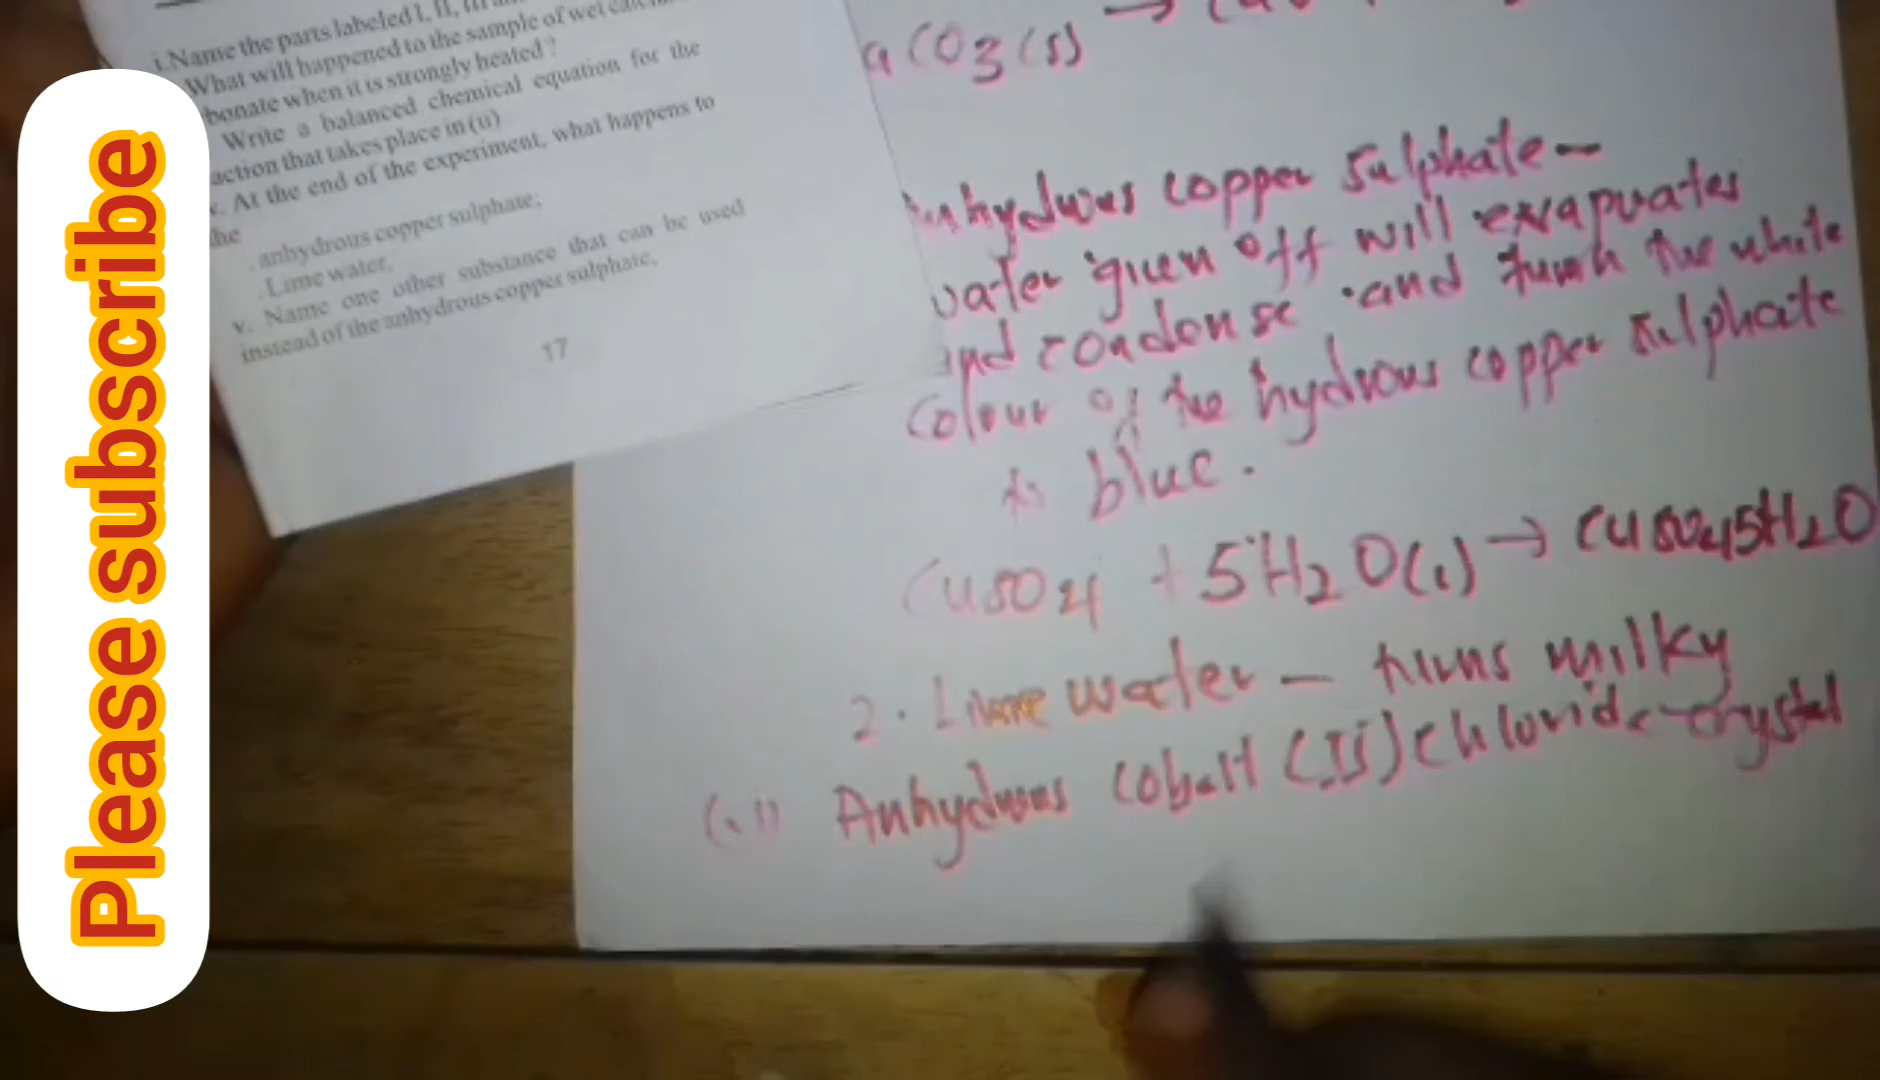 Please subscribe
i.Name the parts labeled I, II, III
What will happened to the sample of wet
bonate when it is strongly heated?
Write a balanced chemical equation for the
action that takes place in (ii)
v. At the end of the experiment, what happens to
the
anhydrous copper sulphate;
.Lime water,
v. Name one other substance that can be used
instead of the anhydrous copper sulphate,
17
aCO3(s) →
anhydrous copper sulphate –
water given off will evapuates
and condense and turn the white
colour of the hydrous copper sulphate
to blue.
CuSO4 + 5H2O(l) → CuSO45H2O
2. Lime water – turns milky
Anhydrous cobalt (II) chloride crystal